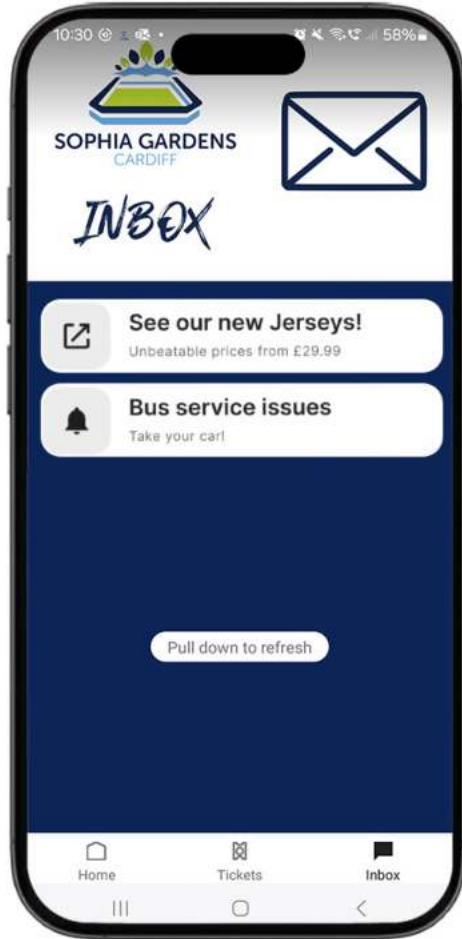 10:30
58%
SOPHIA GARDENS
CARDIFF
INBOX
See our new Jerseys!
Unbeatable prices from £29.99
Bus service issues
Take your car!
Pull down to refresh
Home Tickets Inbox